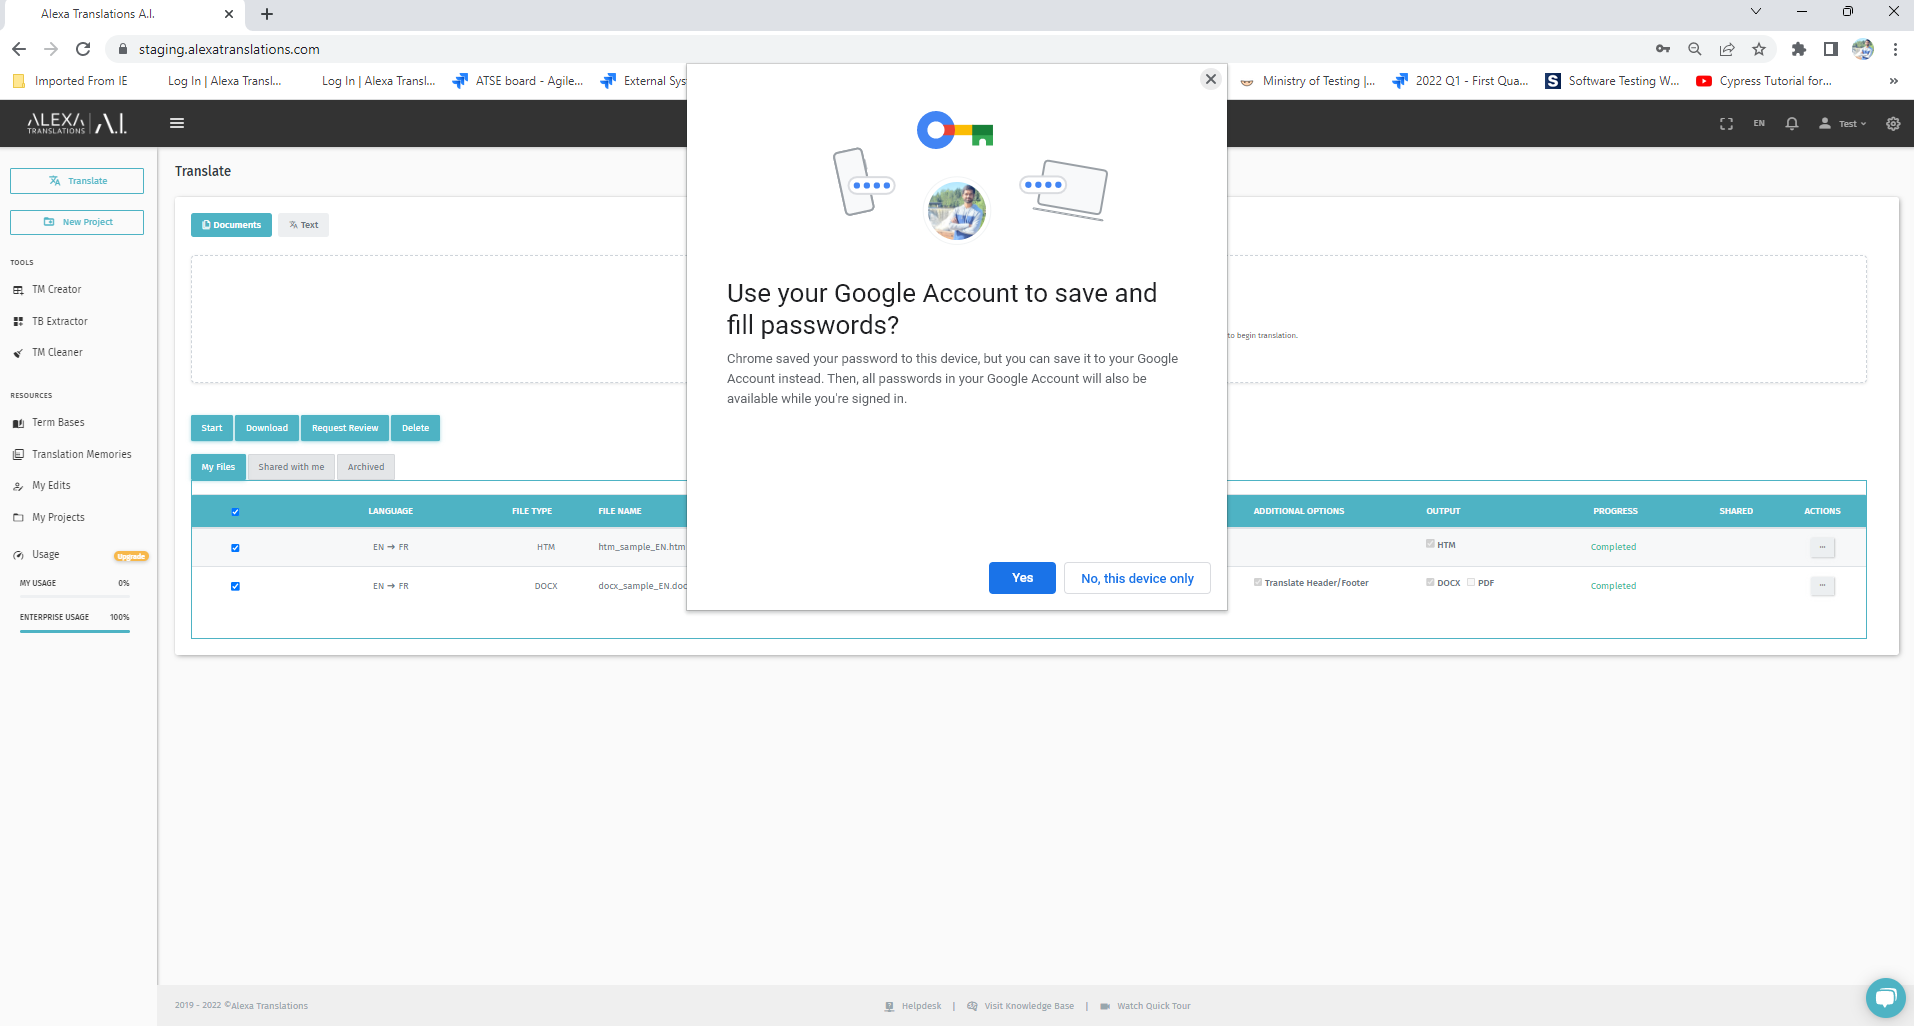 Alexa Translations A.I.
staging.alexatranslations.com
Imported From IE
Log In | Alexa Transl...
Log In | Alexa Transl...
ATSE board - Agile...
External Sys
Ministry of Testing |...
2022 Q1 - First Qua...
Software Testing W...
Cypress Tutorial for...
»
ALEXA
TRANSLATIONS
A.I.
EN
Test
Translate
New Project
TOOLS
TM Creator
TB Extractor
TM Cleaner
RESOURCES
Term Bases
Translation Memories
My Edits
My Projects
Usage
Upgrade
MY USAGE 0%
ENTERPRISE USAGE 100%
Translate
Documents
Text
to begin translation.
Start
Download
Request Review
Delete
My Files
Shared with me
Archived
LANGUAGE FILE TYPE FILE NAME ADDITIONAL OPTIONS OUTPUT PROGRESS SHARED ACTIONS
EN → FR HTM htm_sample_EN.htm HTM Completed ...
EN → FR DOCX docx_sample_EN.doc Translate Header/Footer DOCX PDF Completed ...
Use your Google Account to save and
fill passwords?
Chrome saved your password to this device, but you can save it to your Google
Account instead. Then, all passwords in your Google Account will also be
available while you're signed in.
Yes
No, this device only
2019 - 2022 ©Alexa Translations
Helpdesk | Visit Knowledge Base | Watch Quick Tour